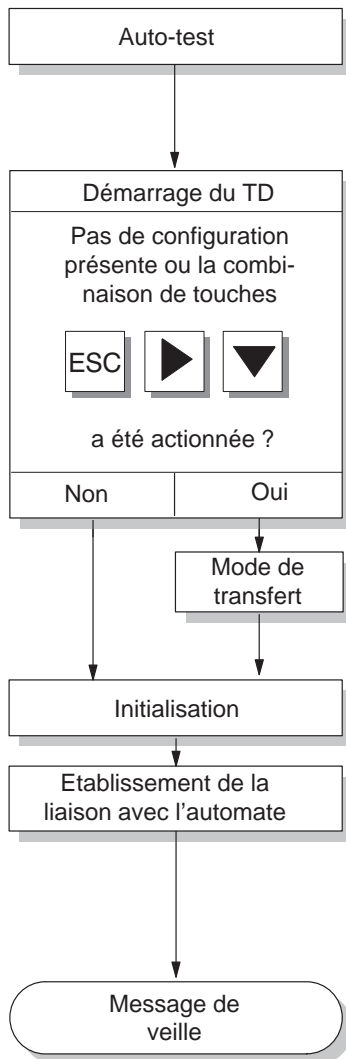 Auto-test
Démarrage du TD
Pas de configuration
présente ou la combi-
naison de touches
ESC
a été actionnée ?
Non
Oui
Mode de
transfert
Initialisation
Etablissement de la
liaison avec l'automate
Message de
veille